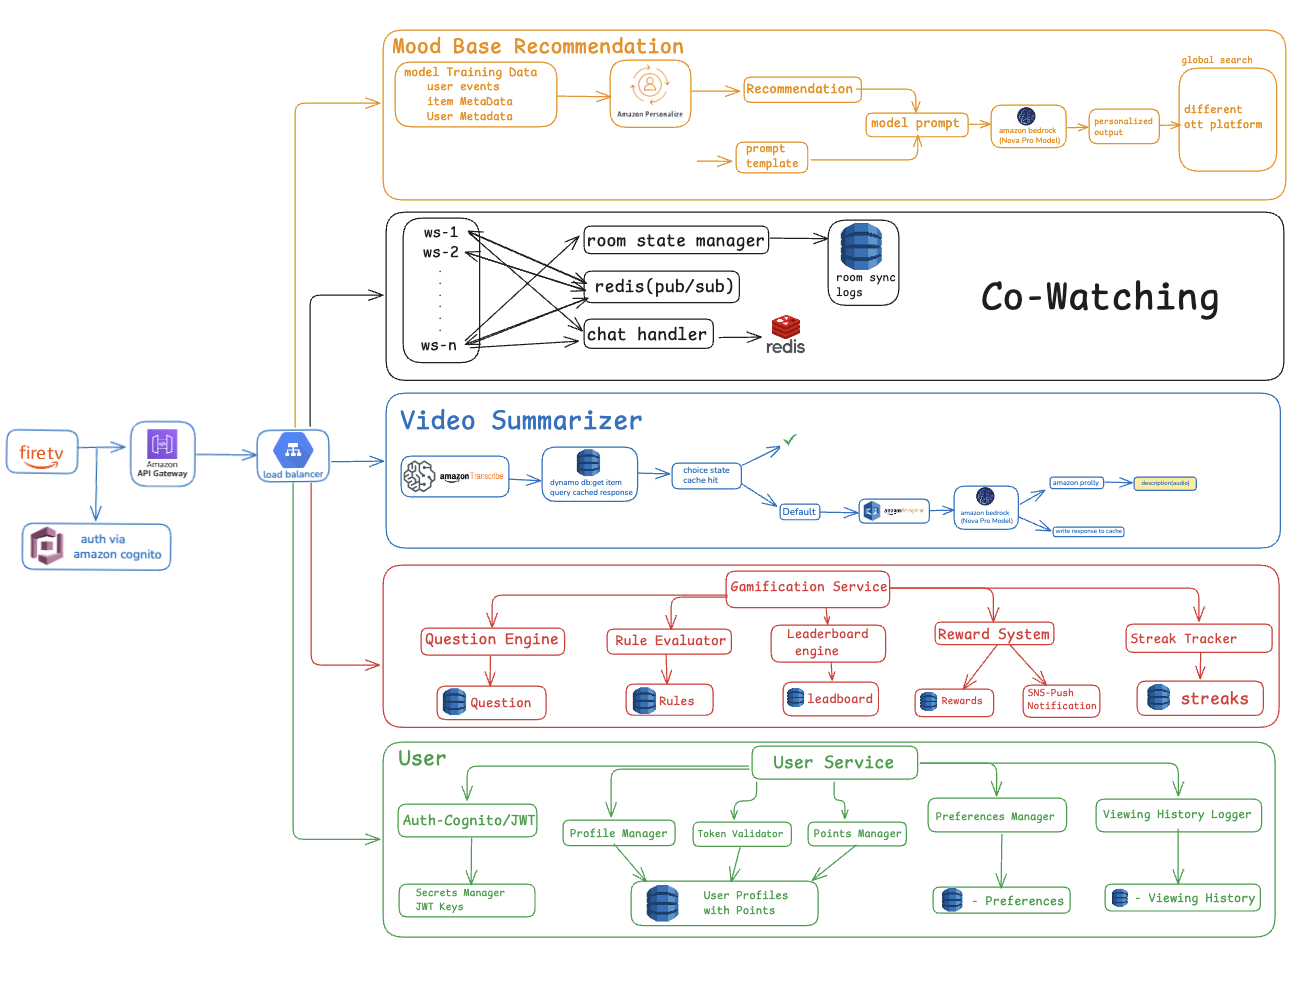 Mood Base Recommendation
model Training Data
user events
item MetaData
User Metadata
Amazon Personalize
Recommendation
prompt
template
model prompt
amazon bedrock
(Nova Pro Model)
personalized
output
global search
different
ott platform
ws-1
ws-2
ws-n
room state manager
redis(pub/sub)
chat handler
room sync
logs
redis
Co-Watching
firetv
Amazon
API Gateway
load balancer
auth via
amazon cognito
Video Summarizer
amazon Transcribe
dynamo db:get item
query cached response
choice state
cache hit
Default
amazon bedrock
(Nova Pro Model)
amazon prolly
description(audio)
write response to cache
Gamification Service
Question Engine
Rule Evaluator
Leaderboard
engine
Reward System
Streak Tracker
Question
Rules
leadboard
Rewards
SNS-Push
Notification
streaks
User
User Service
Auth-Cognito/JWT
Profile Manager
Token Validator
Points Manager
Preferences Manager
Viewing History Logger
Secrets Manager
JWT Keys
User Profiles
with Points
- Preferences
- Viewing History